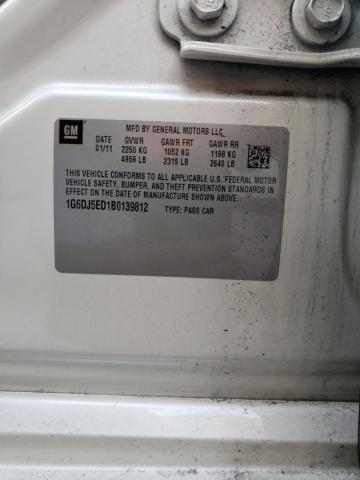 GM
MFD BY GENERAL MOTORS LLC
DATE GVWR GAWR FRT GAWR RR
01/11 2250 KG 1052 KG 1198 KG
4959 LB 2319 LB 2640 LB
THIS VEHICLE CONFORMS TO ALL APPLICABLE U.S. FEDERAL MOTOR
VEHICLE SAFETY, BUMPER, AND THEFT PREVENTION STANDARDS IN
EFFECT ON THE DATE OF MANUFACTURE SHOWN ABOVE.
1G6DJ5ED1B0139812 TYPE: PASS CAR